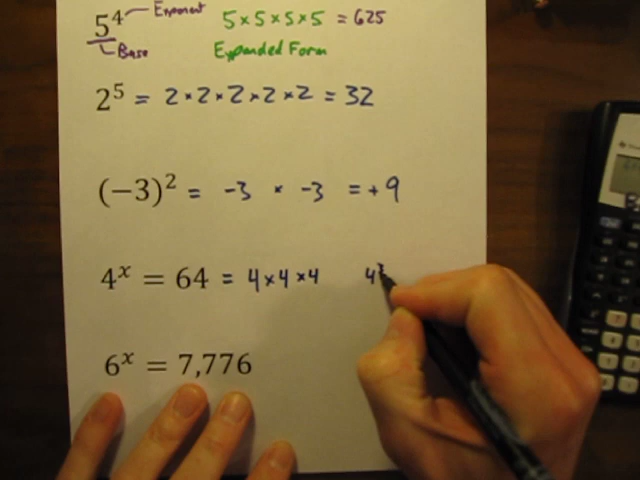 5⁴ Exponent 5 × 5 × 5 × 5 = 625
Base Expanded Form
2⁵ = 2 × 2 × 2 × 2 × 2 = 32
(−3)² = -3 × -3 = + 9
4ˣ = 64 = 4 × 4 × 4 4³
6ˣ = 7,776